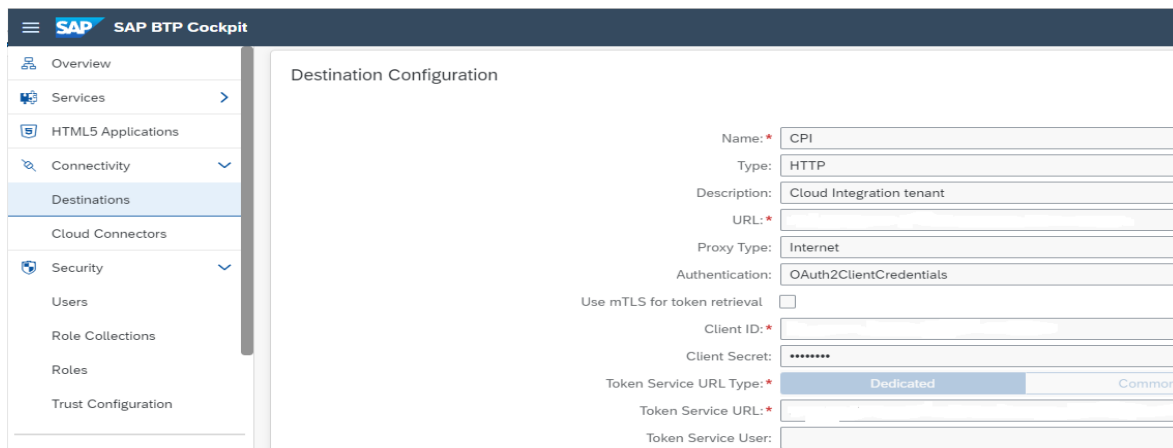 SAP SAP BTP Cockpit
Overview
Services
HTML5 Applications
Connectivity
Destinations
Cloud Connectors
Security
Users
Role Collections
Roles
Trust Configuration
Destination Configuration
Name:* CPI
Type: HTTP
Description: Cloud Integration tenant
URL:*
Proxy Type: Internet
Authentication: OAuth2ClientCredentials
Use mTLS for token retrieval
Client ID:*
Client Secret: ••••••••
Token Service URL Type:* Dedicated Common
Token Service URL:*
Token Service User: